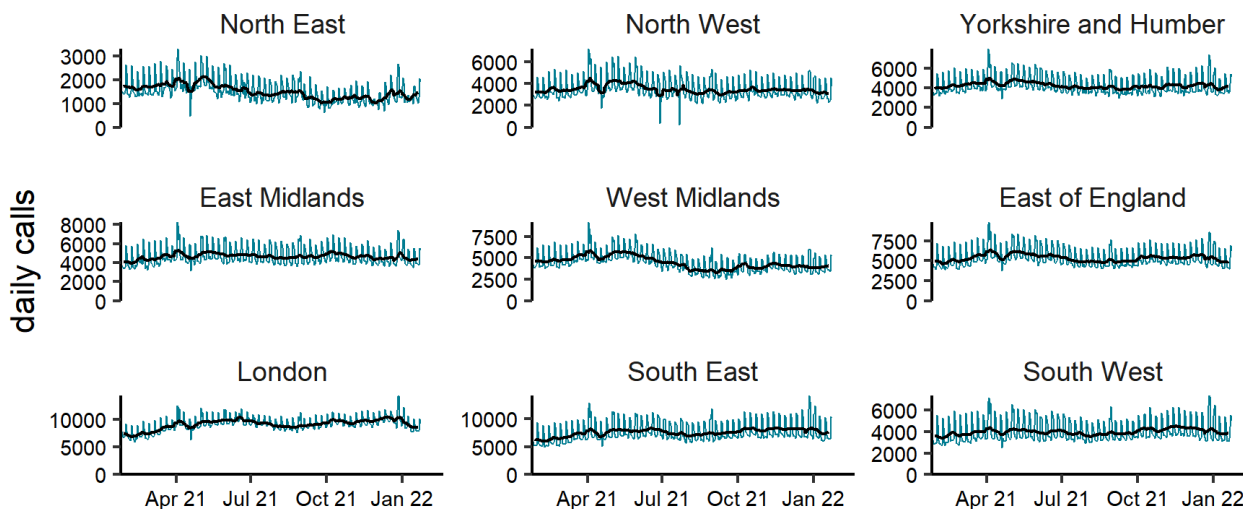 North East
North West
Yorkshire and Humber
3000
2000
1000
0
6000
4000
2000
0
6000
4000
2000
0
daily calls
East Midlands
West Midlands
East of England
8000
6000
4000
2000
0
7500
5000
2500
0
7500
5000
2500
0
London
South East
South West
10000
5000
0
10000
5000
0
6000
4000
2000
0
Apr 21 Jul 21 Oct 21 Jan 22
Apr 21 Jul 21 Oct 21 Jan 22
Apr 21 Jul 21 Oct 21 Jan 22